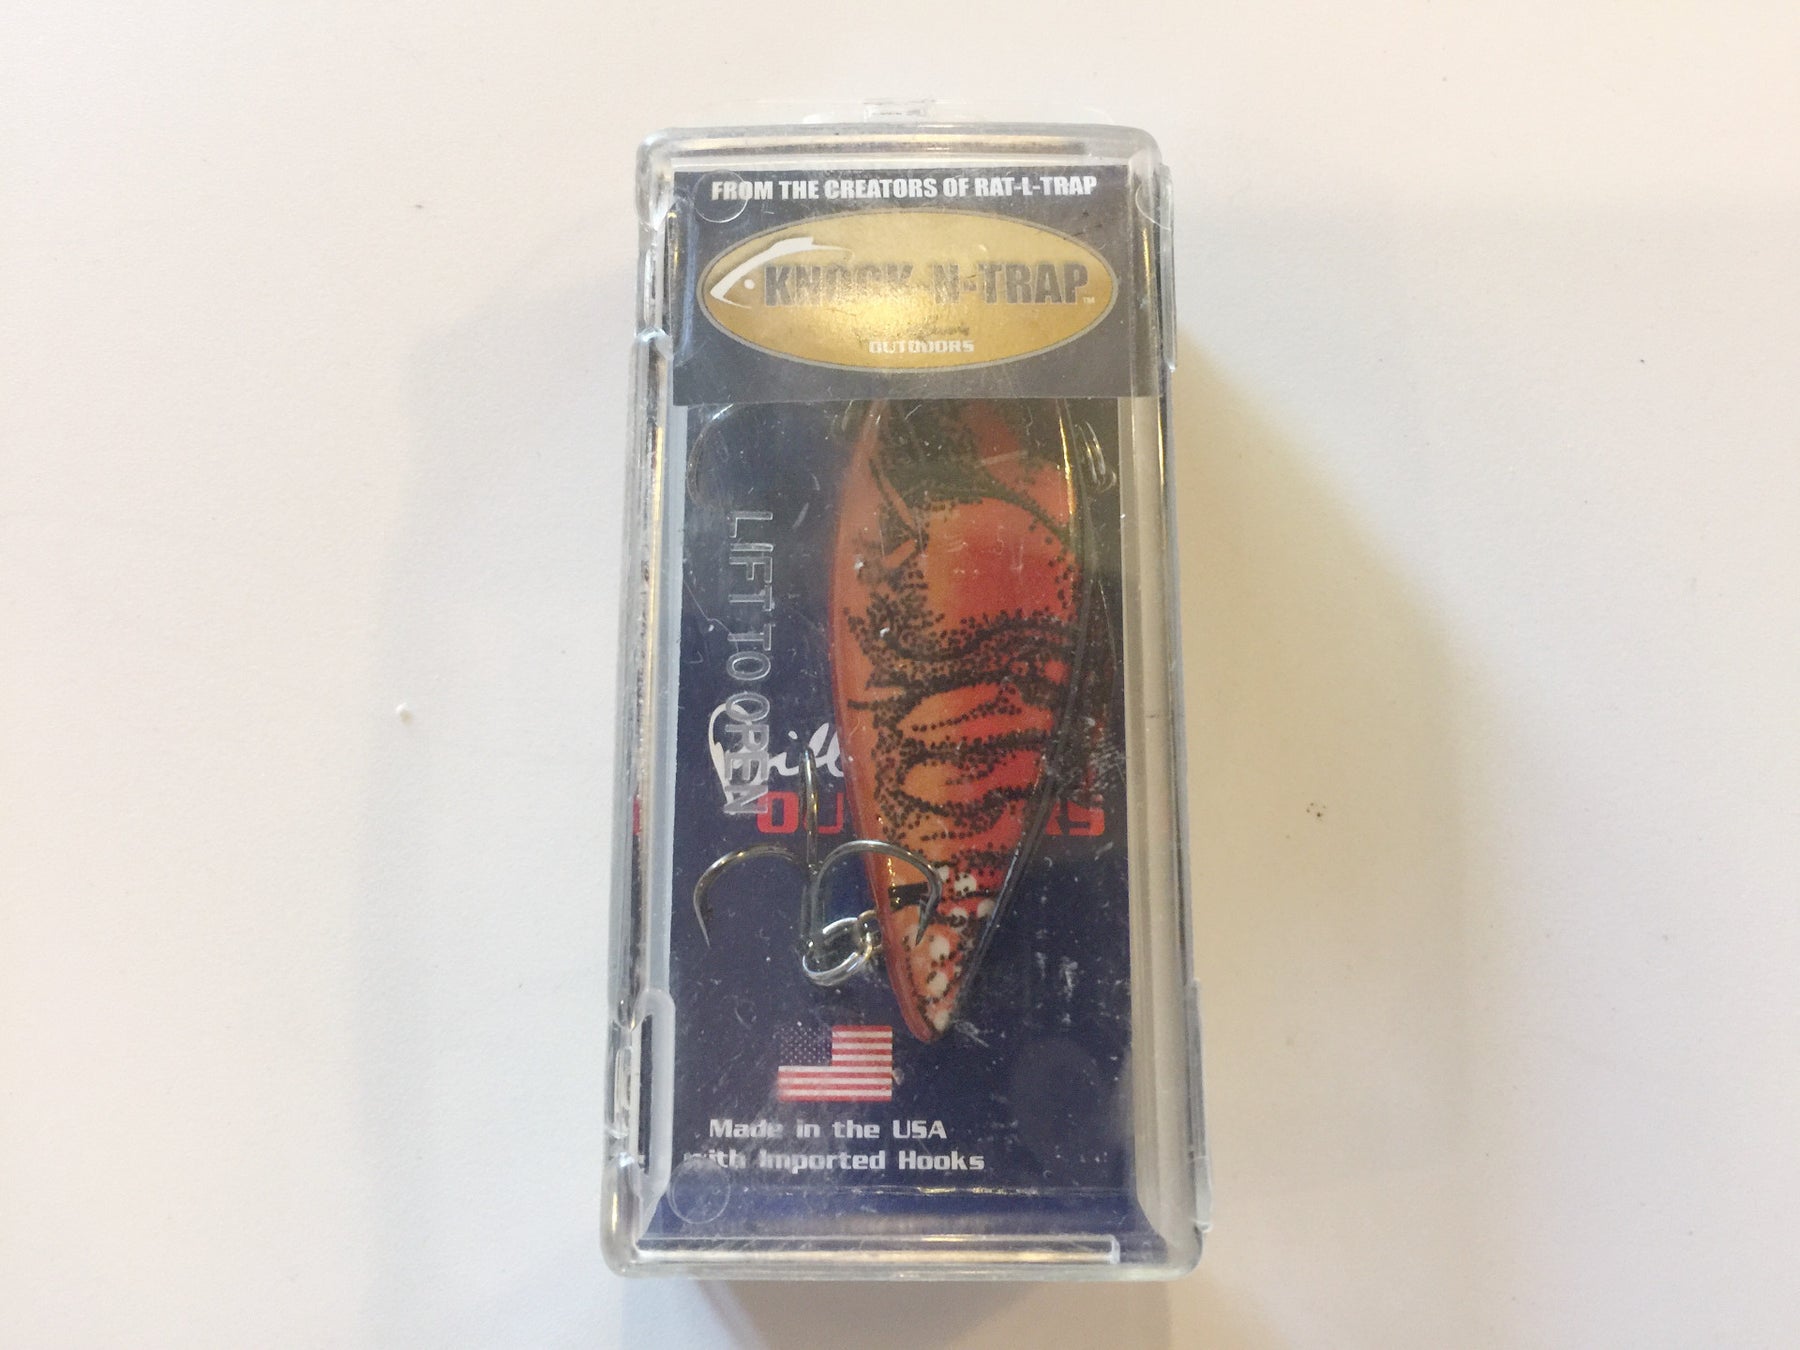 FROM THE CREATORS OF RAT-L-TRAP
KNOCK-N-TRAP
TM
OUTDOORS
LIFT TO OPEN
Made in the USA
with Imported Hooks